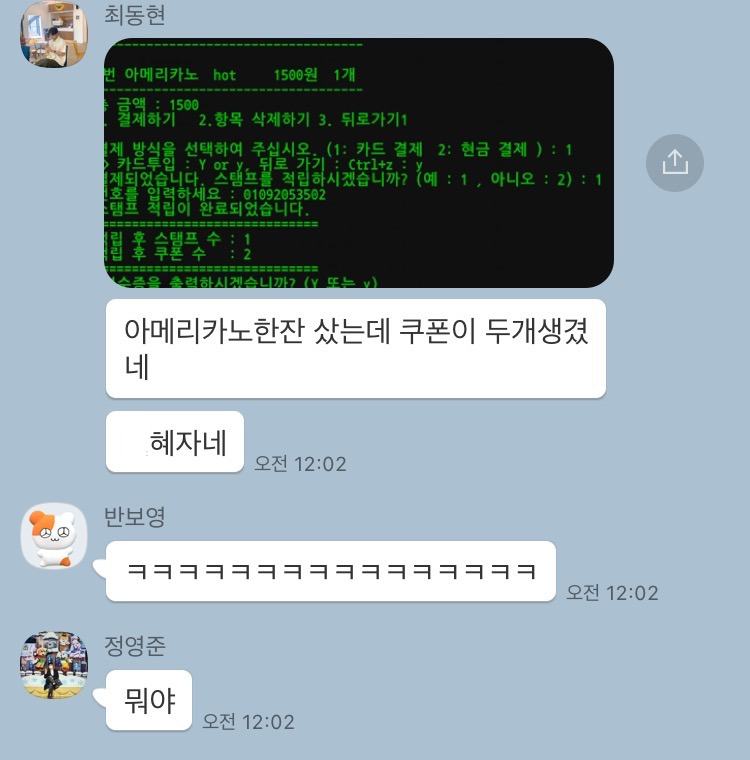 최동현
번 아메리카노 hot 1500원 1개
금액 : 1500
결제하기 2.항목 삭제하기 3. 뒤로가기1
방식을 선택하여 주십시오. (1: 카드 결제 2: 현금 결제 ) : 1
> 카드투입 : Y or y, 뒤로 가기 : Ctrl+z : y
결제되었습니다. 스탬프를 적립하시겠습니까? (예 : 1 , 아니오 : 2) : 1
번호를 입력하세요 : 01092053502
스탬프 적립이 완료되었습니다.
적립 후 스탬프 수 : 1
적립 후 쿠폰 수 : 2
영수증을 출력하시겠습니까? (Y 또는 y)
아메리카노한잔 샀는데 쿠폰이 두개생겼
네
혜자네
오전 12:02
반보영
ㅋㅋㅋㅋㅋㅋㅋㅋㅋㅋㅋㅋㅋㅋㅋㅋ
오전 12:02
정영준
뭐야
오전 12:02